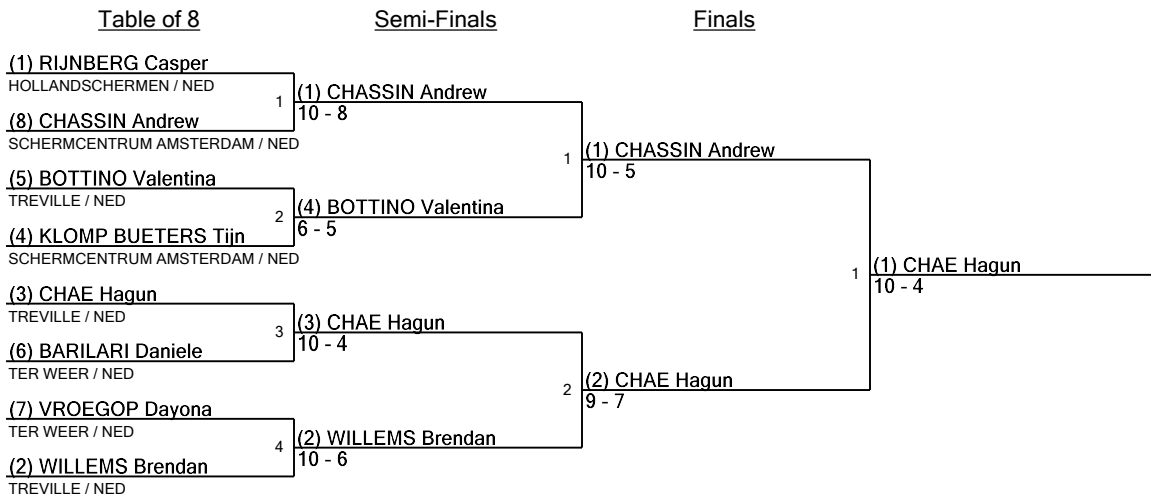 Table of 8
Semi-Finals
Finals
(1) RIJNBERG Casper
HOLLANDSCHERMEN / NED
1
(8) CHASSIN Andrew
SCHERMCENTRUM AMSTERDAM / NED
(5) BOTTINO Valentina
TREVILLE / NED
2
(4) KLOMP BUETERS Tijn
SCHERMCENTRUM AMSTERDAM / NED
(3) CHAE Hagun
TREVILLE / NED
3
(6) BARILARI Daniele
TER WEER / NED
(7) VROEGOP Dayona
TER WEER / NED
4
(2) WILLEMS Brendan
TREVILLE / NED
(1) CHASSIN Andrew
10 - 8
1
(4) BOTTINO Valentina
6 - 5
(3) CHAE Hagun
10 - 4
2
(2) WILLEMS Brendan
10 - 6
(1) CHASSIN Andrew
10 - 5
1
(2) CHAE Hagun
9 - 7
(1) CHAE Hagun
10 - 4